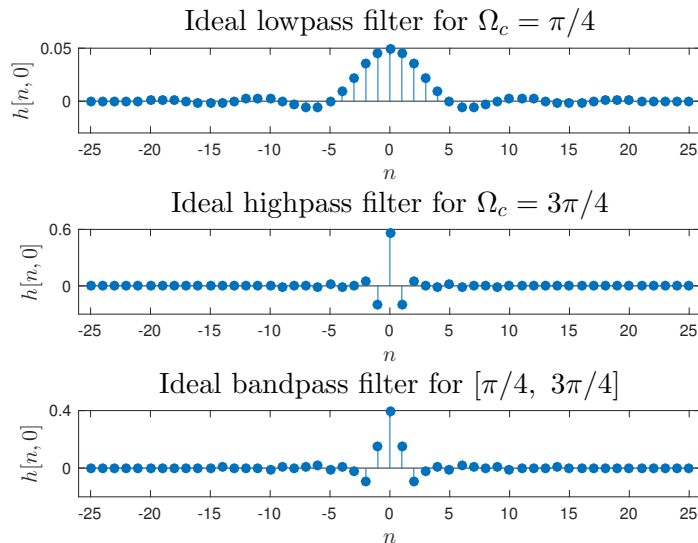 Ideal lowpass filter for Ω_c = π/4
0.05
0
h[n, 0]
-25 -20 -15 -10 -5 0 5 10 15 20 25
n
Ideal highpass filter for Ω_c = 3π/4
0.6
0
h[n, 0]
-25 -20 -15 -10 -5 0 5 10 15 20 25
n
Ideal bandpass filter for [π/4, 3π/4]
0.4
0
h[n, 0]
-25 -20 -15 -10 -5 0 5 10 15 20 25
n